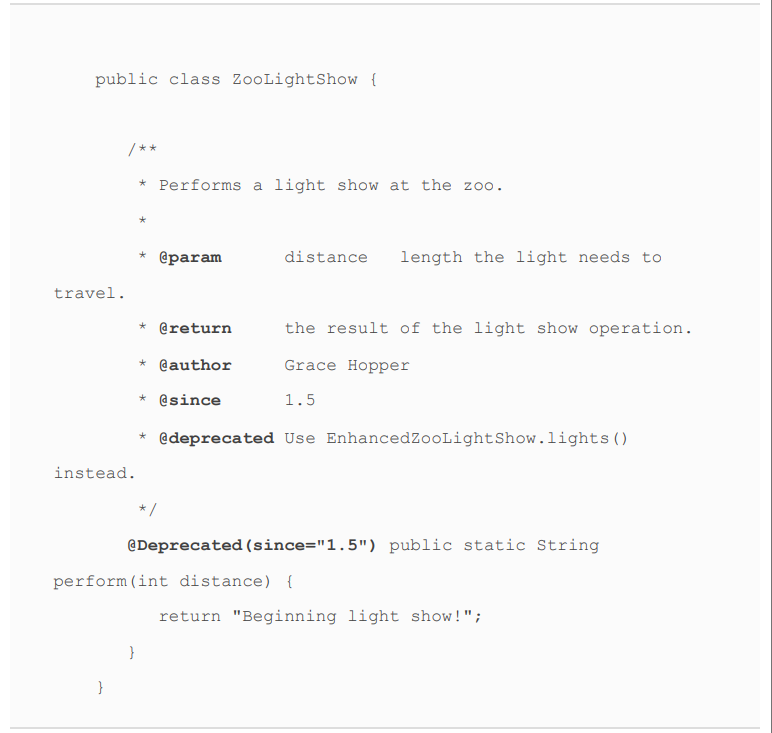 public class ZooLightShow {
/**
* Performs a light show at the zoo.
*
* @param distance length the light needs to
travel.
* @return the result of the light show operation.
* @author Grace Hopper
* @since 1.5
* @deprecated Use EnhancedZooLightShow.lights()
instead.
*/
@Deprecated(since="1.5") public static String
perform(int distance) {
return "Beginning light show!";
}
}